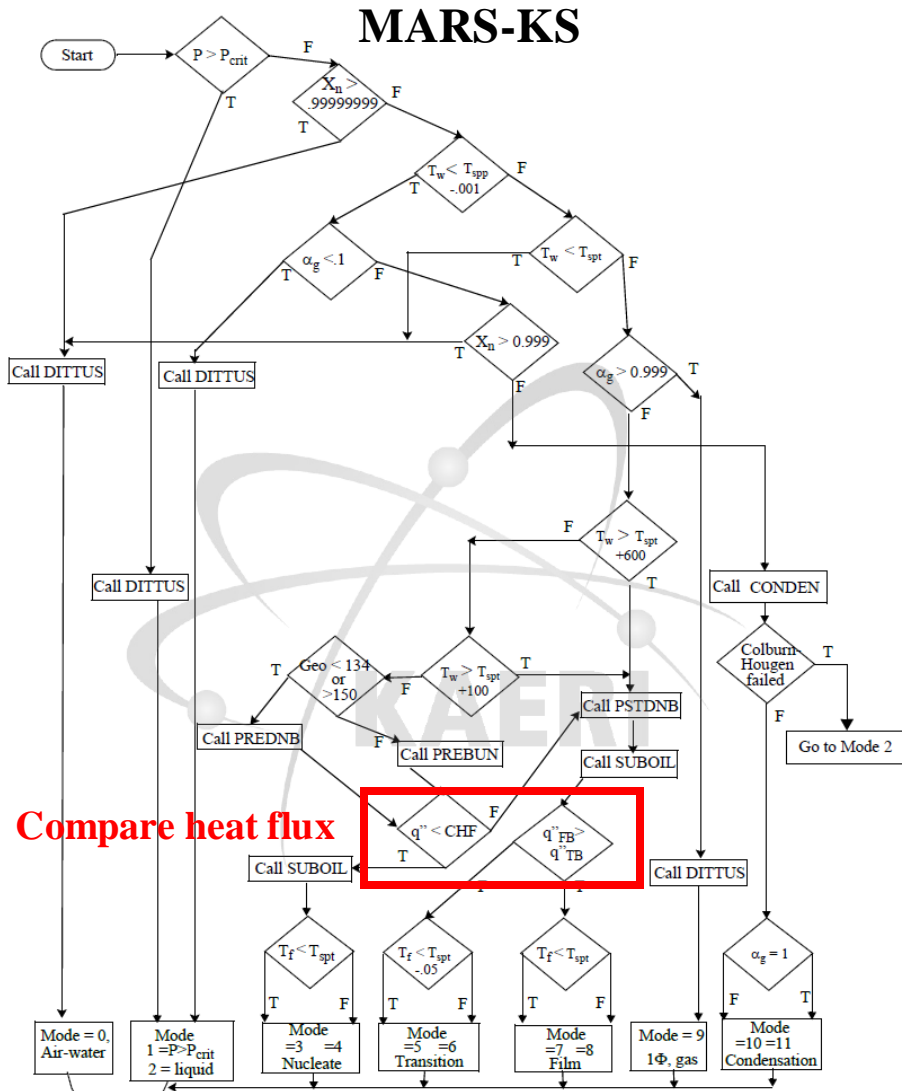 MARS-KS
Start
P > Pcrit
F
T
Xn >
.99999999
F
T
Tw < Tspp
-.001
F
T
αg <.1
T
F
Tw < Tspt
T
F
Xn > 0.999
T
F
αg > 0.999
T
F
Call DITTUS
Call DITTUS
Tw > Tspt
+600
F
T
Call DITTUS
Call CONDEN
Colburn-
Hougen
failed
T
F
Geo < 134
or
>150.
T
F
Tw > Tspt
+100
T
F
Call PSTDNB
Call PREDNB
Call PREBUN
Call SUBOIL
Go to Mode 2
KAERI
Compare heat flux
q" < CHF
F
T
q"FB>
q"TB
Call SUBOIL
Call DITTUS
Tf < Tspt
T
F
Tf < Tspt
-.05
T
F
Tf < Tspt
T
F
αg = 1
F
T
Mode = 0,
Air-water
Mode
1 =P>Pcrit
2 = liquid
Mode
=3 =4
Nucleate
Mode
=5 =6
Transition
Mode
=7 =8
Film
Mode = 9
1Φ, gas
Mode
=10 =11
Condensation